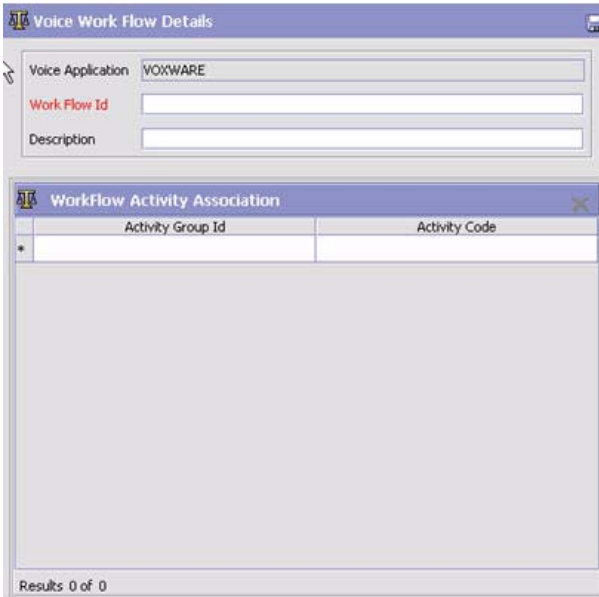 Voice Work Flow Details
Voice Application VOXWARE
Work Flow Id
Description
WorkFlow Activity Association
Activity Group Id Activity Code
*
Results 0 of 0